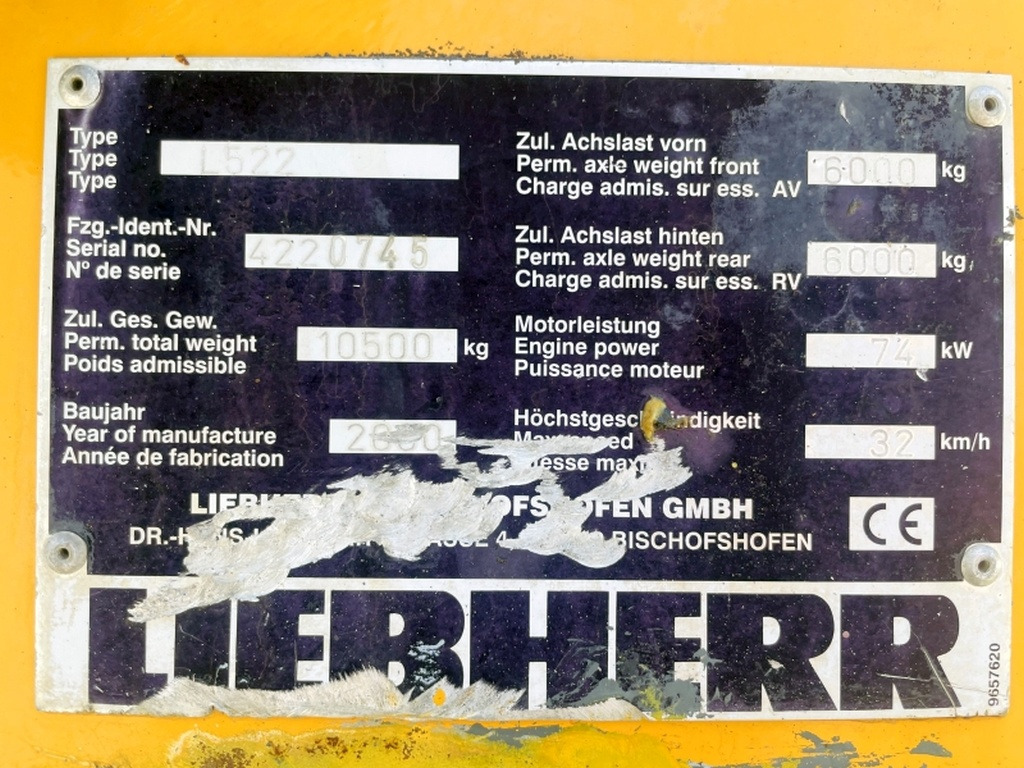 Type
Type
Type
L522
Fzg.-Ident.-Nr.
Serial no.
N° de serie
4220745
Zul. Ges. Gew.
Perm. total weight
Poids admissible
10500 kg
Baujahr
Year of manufacture
Année de fabrication
2000
Zul. Achslast vorn
Perm. axle weight front
Charge admis. sur ess. AV
6000 kg
Zul. Achslast hinten
Perm. axle weight rear
Charge admis. sur ess. RV
6000 kg
Motorleistung
Engine power
Puissance moteur
74 kW
32 km/h
GMBH
BISCHOFSHOFEN
CE
LIEBHERR
9657620